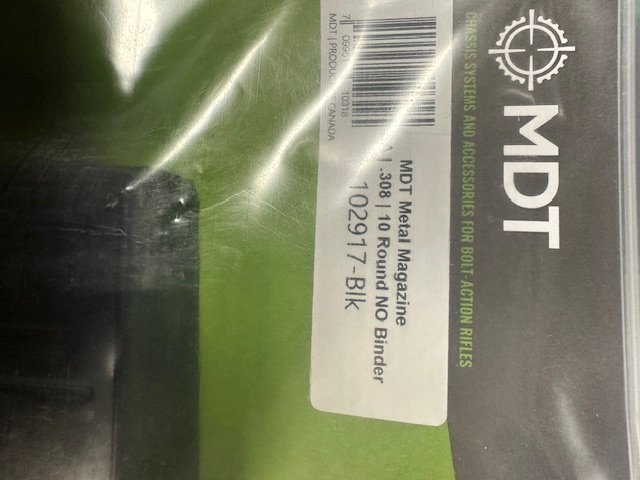 MDT
CHASSIS SYSTEMS AND ACCESSORIES FOR BOLT-ACTION RIFLES
MDT Metal Magazine
.308 | 10 Round NO Binder
102917-Blk
10318
MDT | CANADA